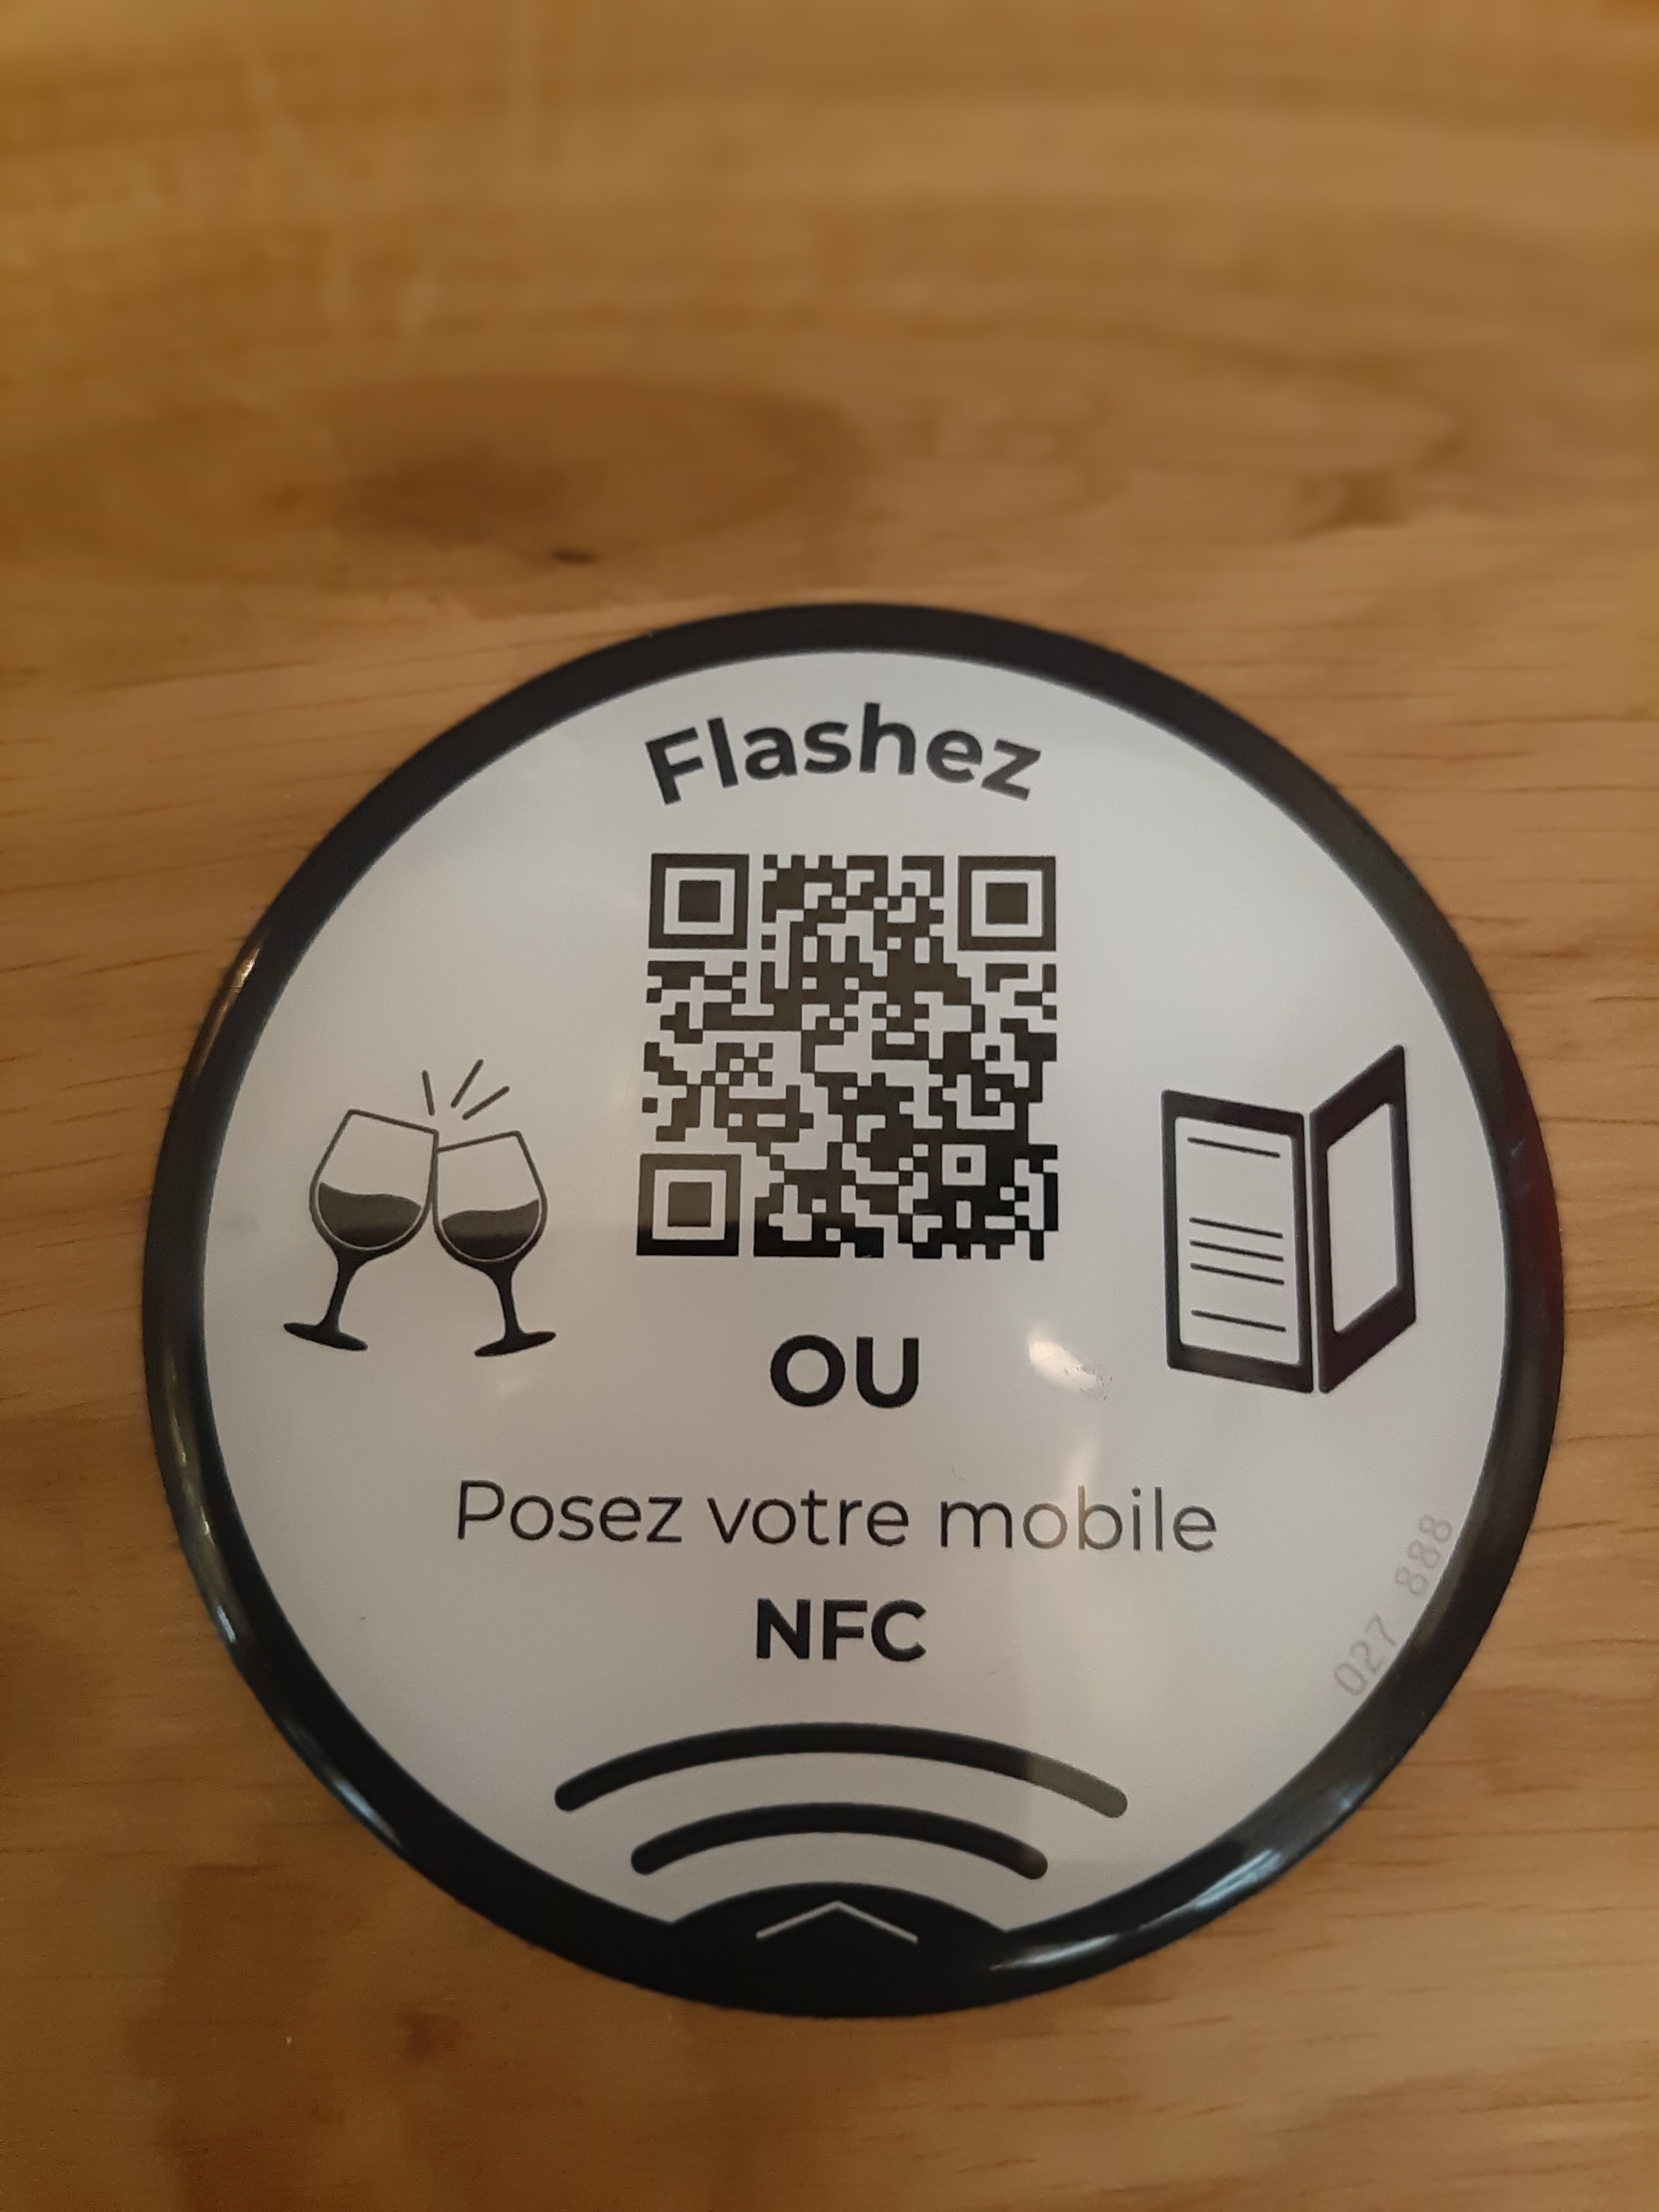 Flashez
OU
Posez votre mobile
NFC
027 888